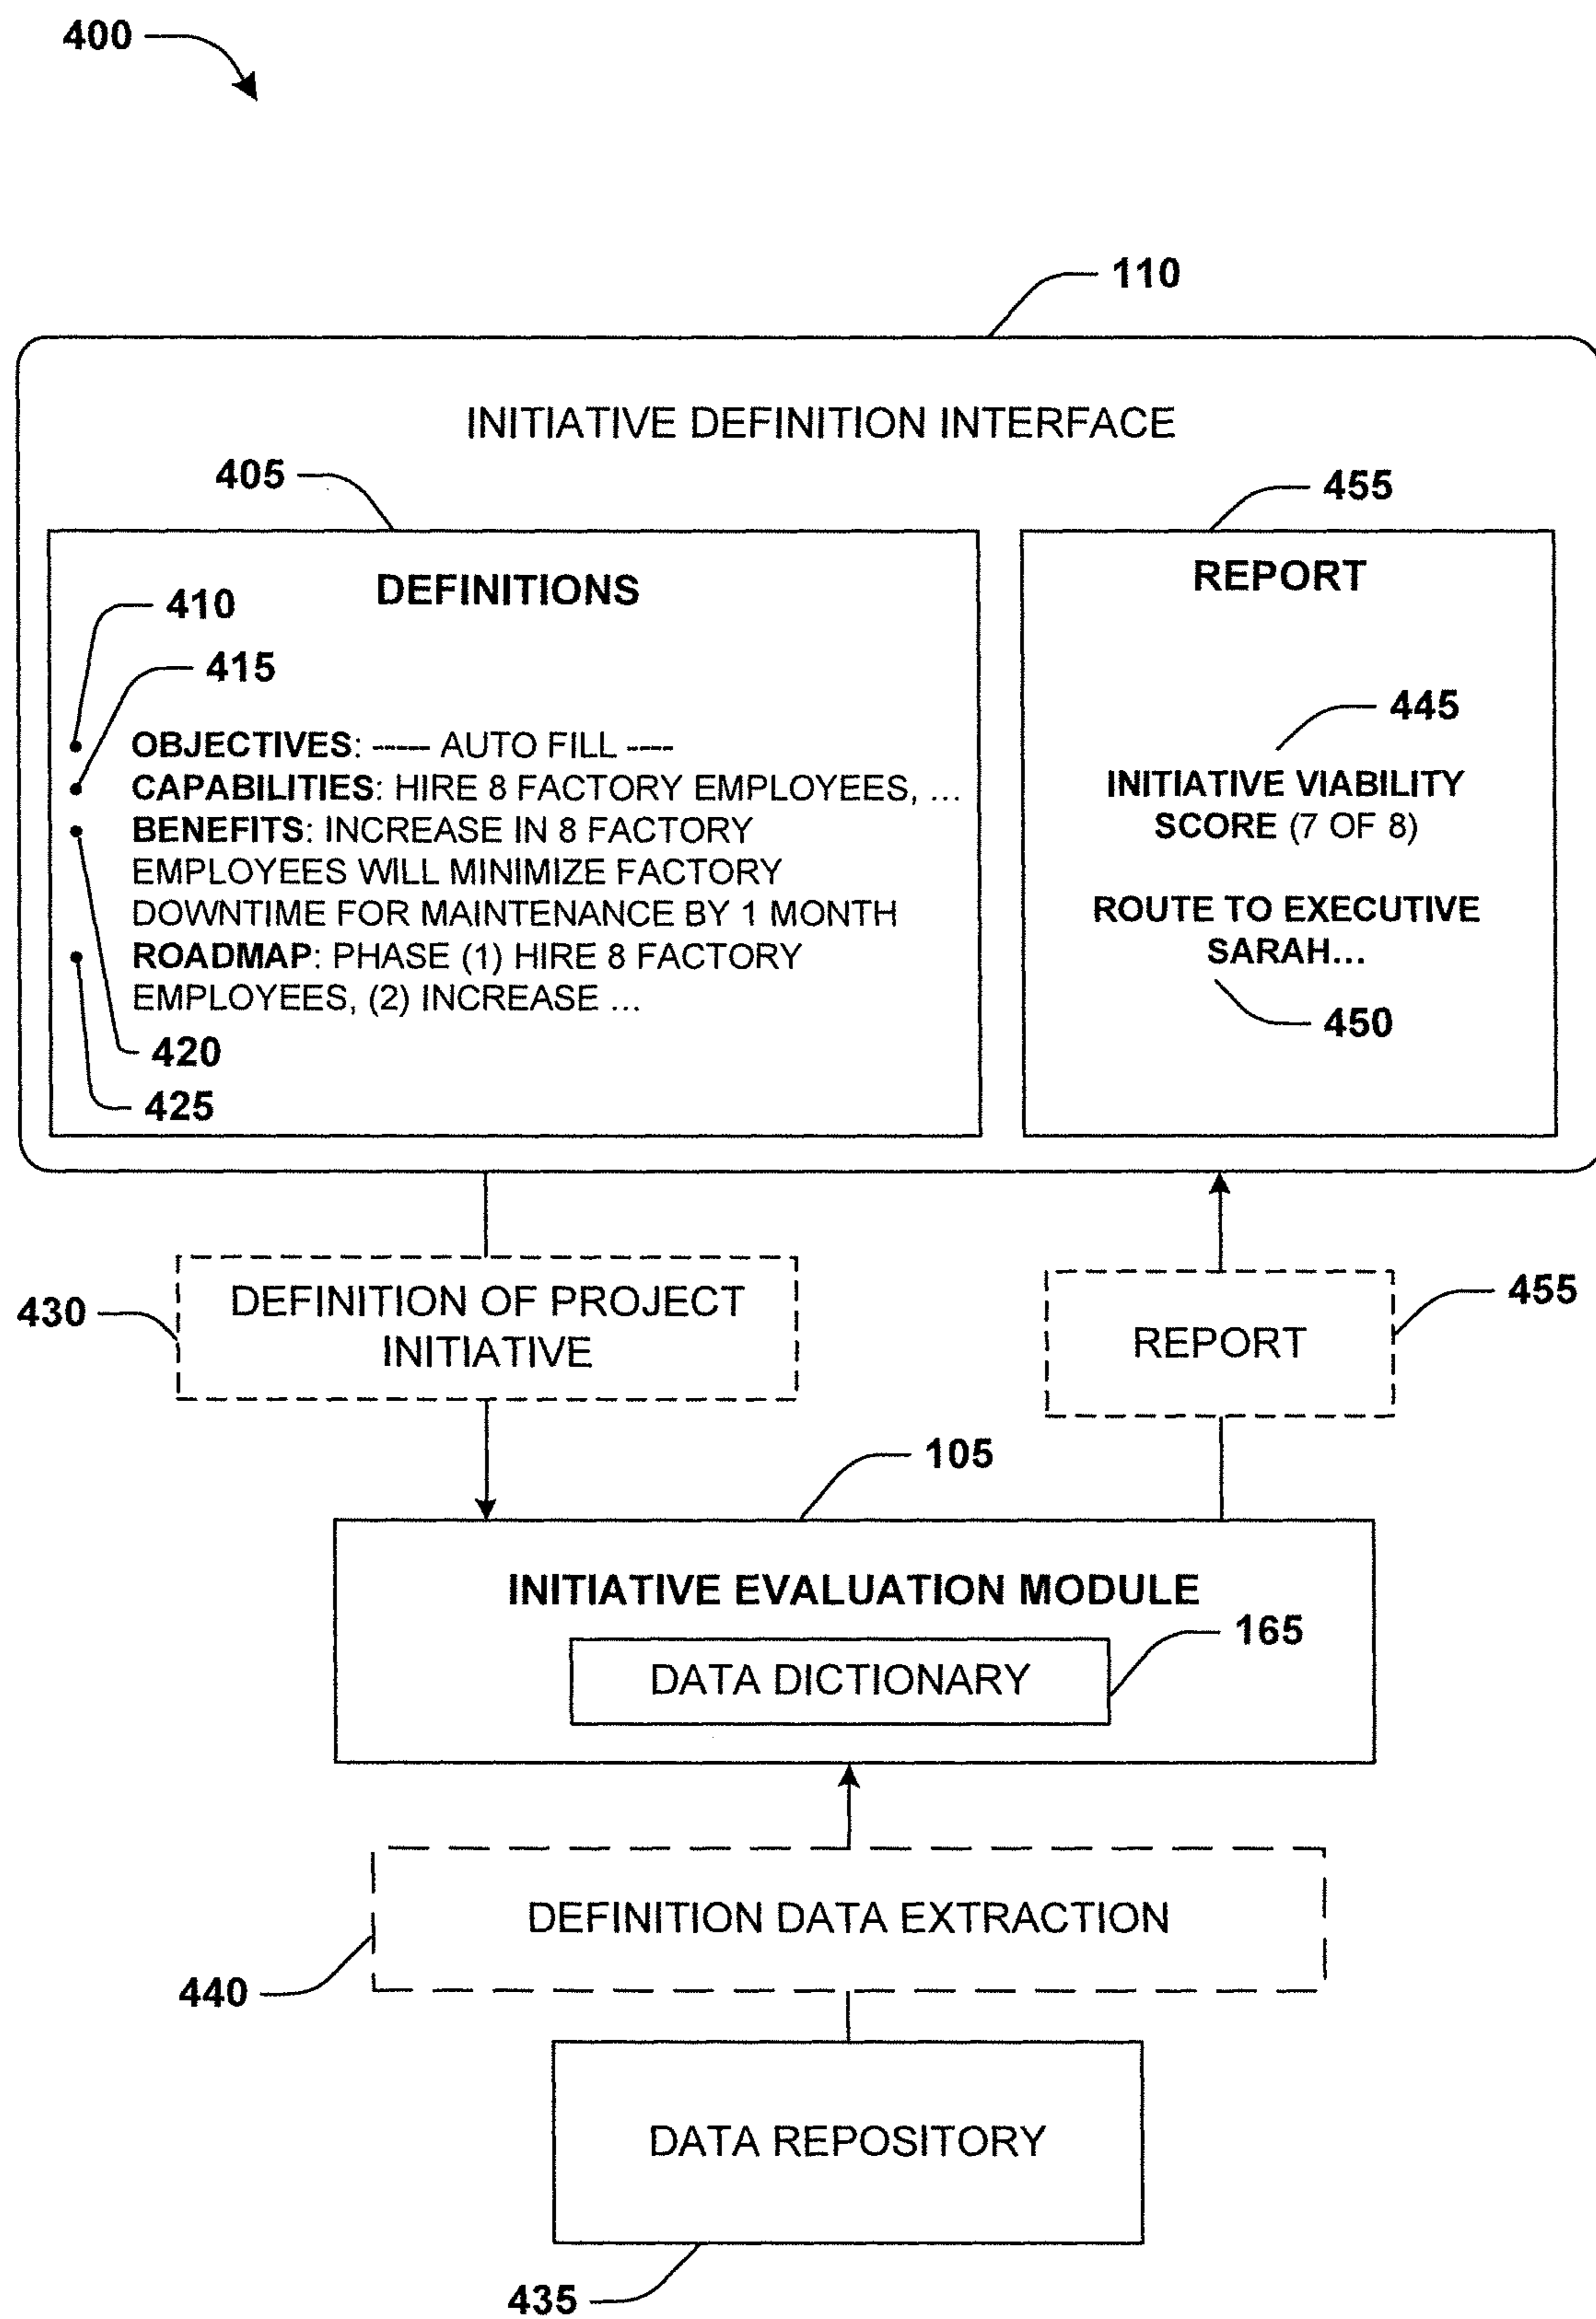 400
110
INITIATIVE DEFINITION INTERFACE
405
455
DEFINITIONS
410
415
OBJECTIVES: ----- AUTO FILL ----
CAPABILITIES: HIRE 8 FACTORY EMPLOYEES, ...
BENEFITS: INCREASE IN 8 FACTORY
EMPLOYEES WILL MINIMIZE FACTORY
DOWNTIME FOR MAINTENANCE BY 1 MONTH
ROADMAP: PHASE (1) HIRE 8 FACTORY
EMPLOYEES, (2) INCREASE ...
420
425
REPORT
445
INITIATIVE VIABILITY
SCORE (7 OF 8)
ROUTE TO EXECUTIVE
SARAH...
450
430
DEFINITION OF PROJECT
INITIATIVE
REPORT
455
105
INITIATIVE EVALUATION MODULE
165
DATA DICTIONARY
DEFINITION DATA EXTRACTION
440
DATA REPOSITORY
435